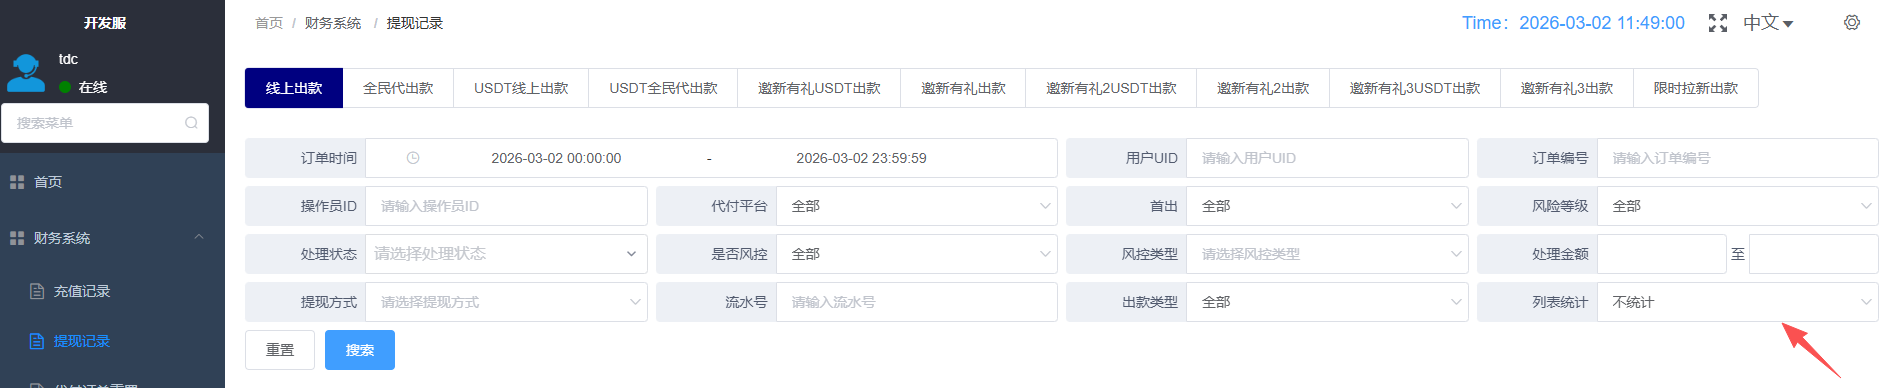 开发服
首页 / 财务系统 / 提现记录
Time：2026-03-02 11:49:00
中文
tdc
在线
搜索菜单
首页
财务系统
充值记录
提现记录
线上出款 全民代出款 USDT线上出款 USDT全民代出款 邀新有礼USDT出款 邀新有礼出款 邀新有礼2USDT出款 邀新有礼2出款 邀新有礼3USDT出款 邀新有礼3出款 限时拉新出款
订单时间 2026-03-02 00:00:00 - 2026-03-02 23:59:59 用户UID 请输入用户UID 订单编号 请输入订单编号
操作员ID 请输入操作员ID 代付平台 全部 首出 全部 风险等级 全部
处理状态 请选择处理状态 是否风控 全部 风控类型 请选择风控类型 处理金额 至
提现方式 请选择提现方式 流水号 请输入流水号 出款类型 全部 列表统计 不统计
重置 搜索